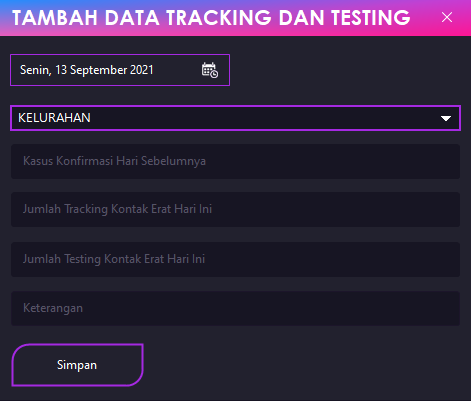 TAMBAH DATA TRACKING DAN TESTING
Senin, 13 September 2021
KELURAHAN
Kasus Konfirmasi Hari Sebelumnya
Jumlah Tracking Kontak Erat Hari Ini
Jumlah Testing Kontak Erat Hari Ini
Keterangan
Simpan